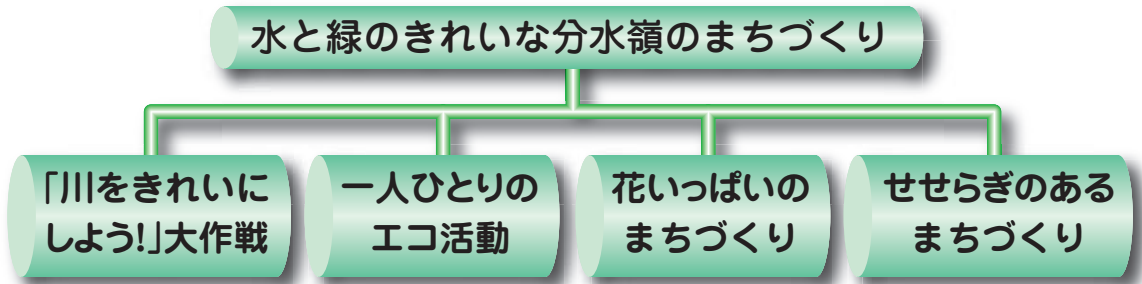 水と緑のきれいな分水嶺のまちづくり
「川をきれいに
しよう!」大作戦
一人ひとりの
エコ活動
花いっぱいの
まちづくり
せせらぎのある
まちづくり